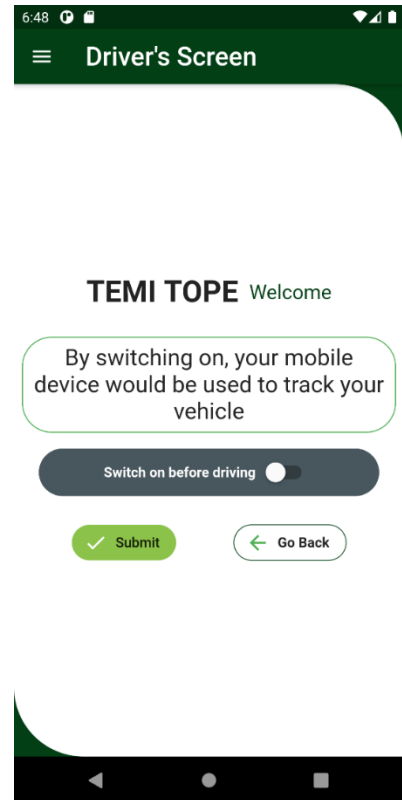 6:48
Driver's Screen
TEMI TOPE Welcome
By switching on, your mobile
device would be used to track your
vehicle
Switch on before driving
Submit
Go Back